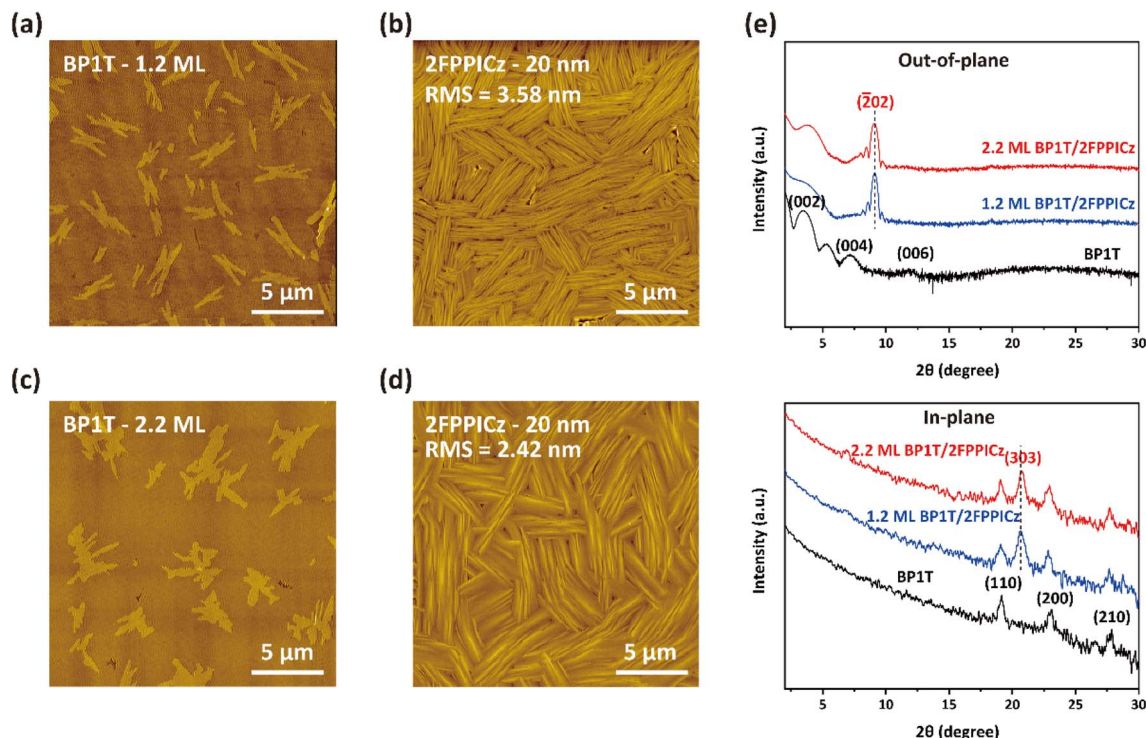 (a)
BP1T - 1.2 ML
5 μm
(b)
2FPPICz - 20 nm
RMS = 3.58 nm
5 μm
(c)
BP1T - 2.2 ML
5 μm
(d)
2FPPICz - 20 nm
RMS = 2.42 nm
5 μm
(e)
Out-of-plane
(2̅02)
2.2 ML BP1T/2FPPICz
1.2 ML BP1T/2FPPICz
(002)
(004)
(006)
BP1T
Intensity (a.u.)
5 10 15 20 25 30
2θ (degree)
In-plane
2.2 ML BP1T/2FPPICz
(303)
1.2 ML BP1T/2FPPICz
BP1T
(110)
(200)
(210)
Intensity (a.u.)
5 10 15 20 25 30
2θ (degree)